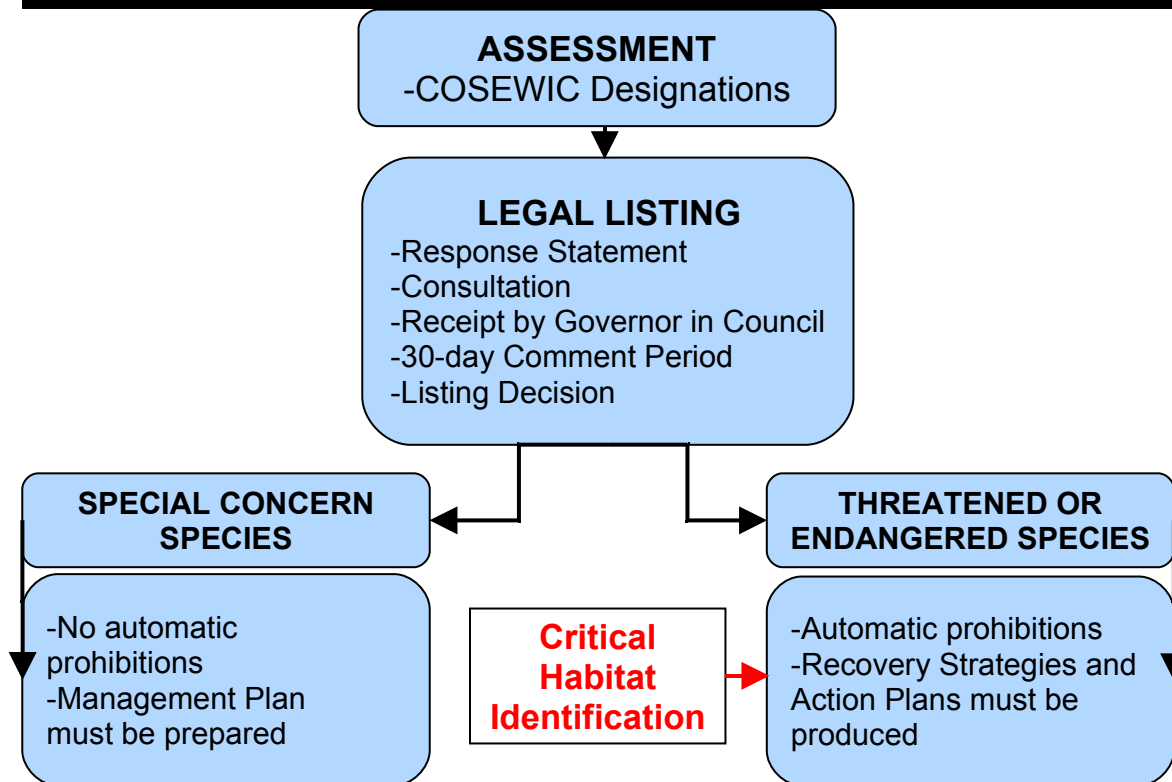 ASSESSMENT
-COSEWIC Designations
LEGAL LISTING
-Response Statement
-Consultation
-Receipt by Governor in Council
-30-day Comment Period
-Listing Decision
SPECIAL CONCERN
SPECIES
THREATENED OR
ENDANGERED SPECIES
-No automatic
prohibitions
-Management Plan
must be prepared
Critical
Habitat
Identification
-Automatic prohibitions
-Recovery Strategies and
Action Plans must be
produced